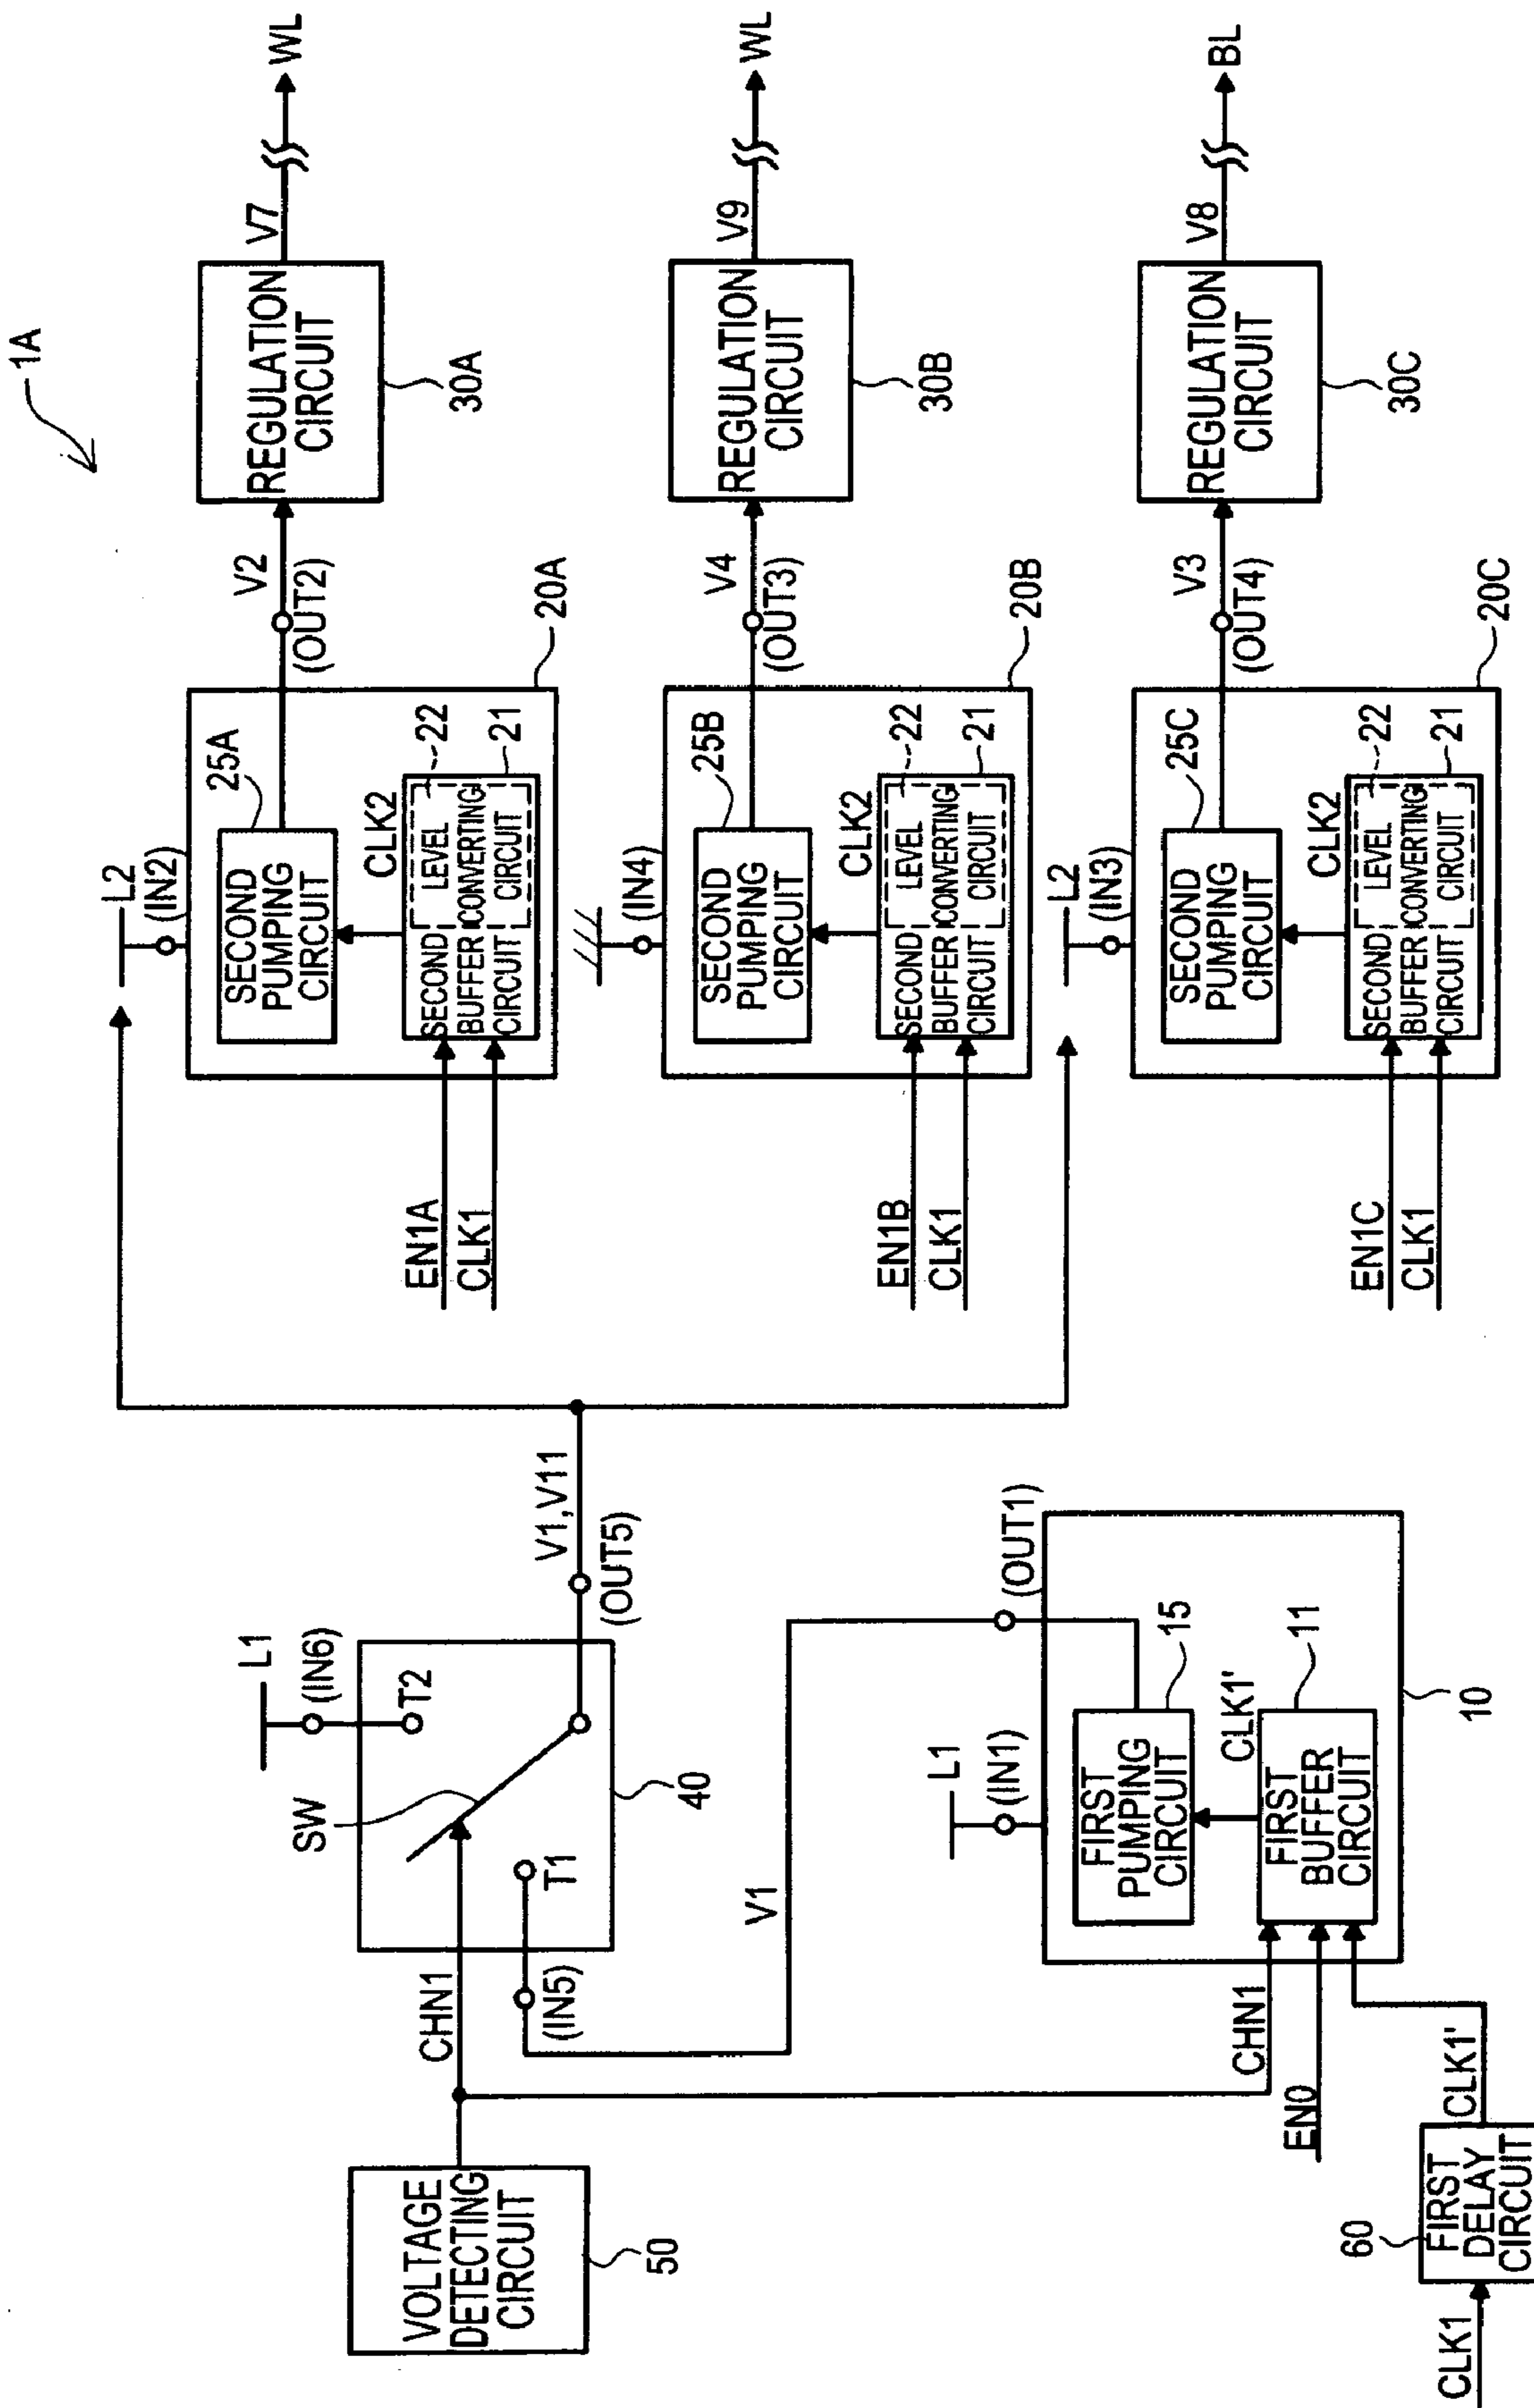 1A
VOLTAGE
DETECTING
CIRCUIT
50
CHN1
SW
L1
(IN6)
T2
T1
(IN5)
40
(OUT5)
V1,V11
V1
L1
(IN1)
(OUT1)
FIRST
PUMPING
CIRCUIT
15
CLK1'
FIRST
BUFFER
CIRCUIT
11
10
CHN1
EN0
CLK1'
FIRST
DELAY
CIRCUIT
60
CLK1
L2
(IN2)
SECOND
PUMPING
CIRCUIT
25A
CLK2
SECOND
BUFFER
CIRCUIT
LEVEL
CONVERTING
CIRCUIT
22
21
EN1A
CLK1
20A
V2
(OUT2)
REGULATION
CIRCUIT
30A
V7
WL
(IN4)
SECOND
PUMPING
CIRCUIT
25B
CLK2
SECOND
BUFFER
CIRCUIT
LEVEL
CONVERTING
CIRCUIT
22
21
EN1B
CLK1
20B
V4
(OUT3)
REGULATION
CIRCUIT
30B
V9
WL
L2
(IN3)
SECOND
PUMPING
CIRCUIT
25C
CLK2
SECOND
BUFFER
CIRCUIT
LEVEL
CONVERTING
CIRCUIT
22
21
EN1C
CLK1
20C
V3
(OUT4)
REGULATION
CIRCUIT
30C
V8
BL